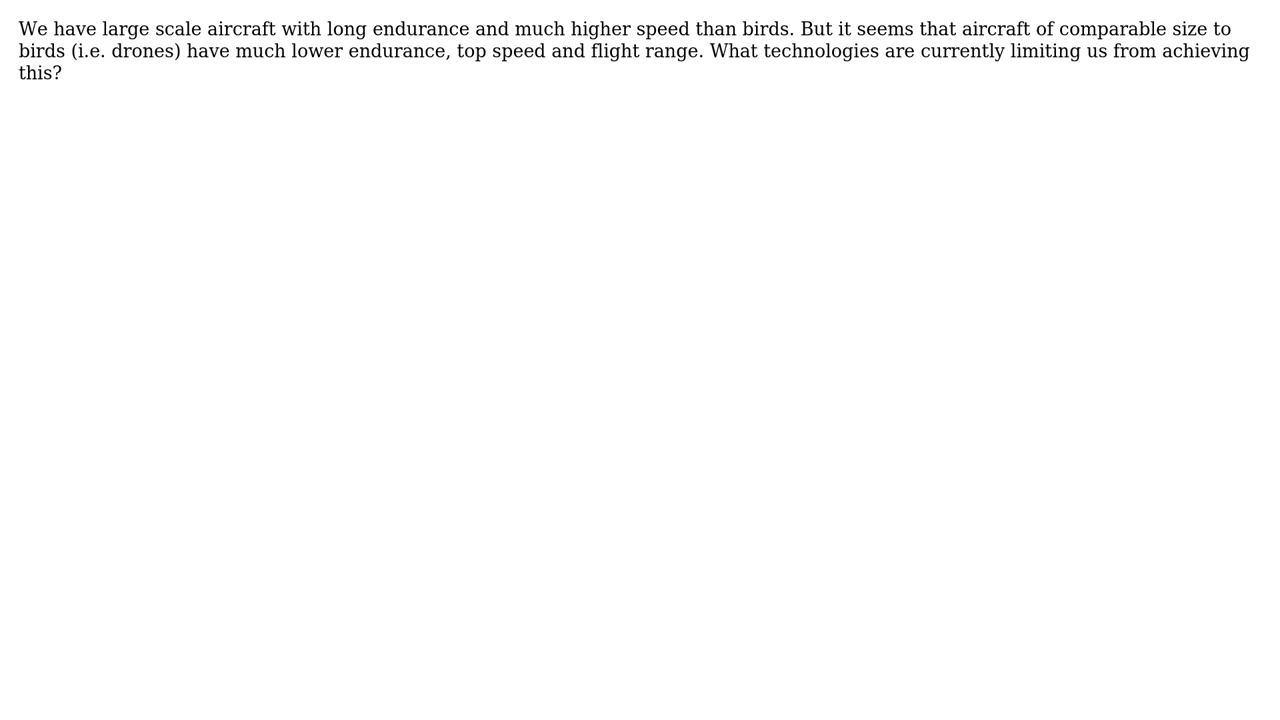 We have large scale aircraft with long endurance and much higher speed than birds. But it seems that aircraft of comparable size to
birds (i.e. drones) have much lower endurance, top speed and flight range. What technologies are currently limiting us from achieving
this?